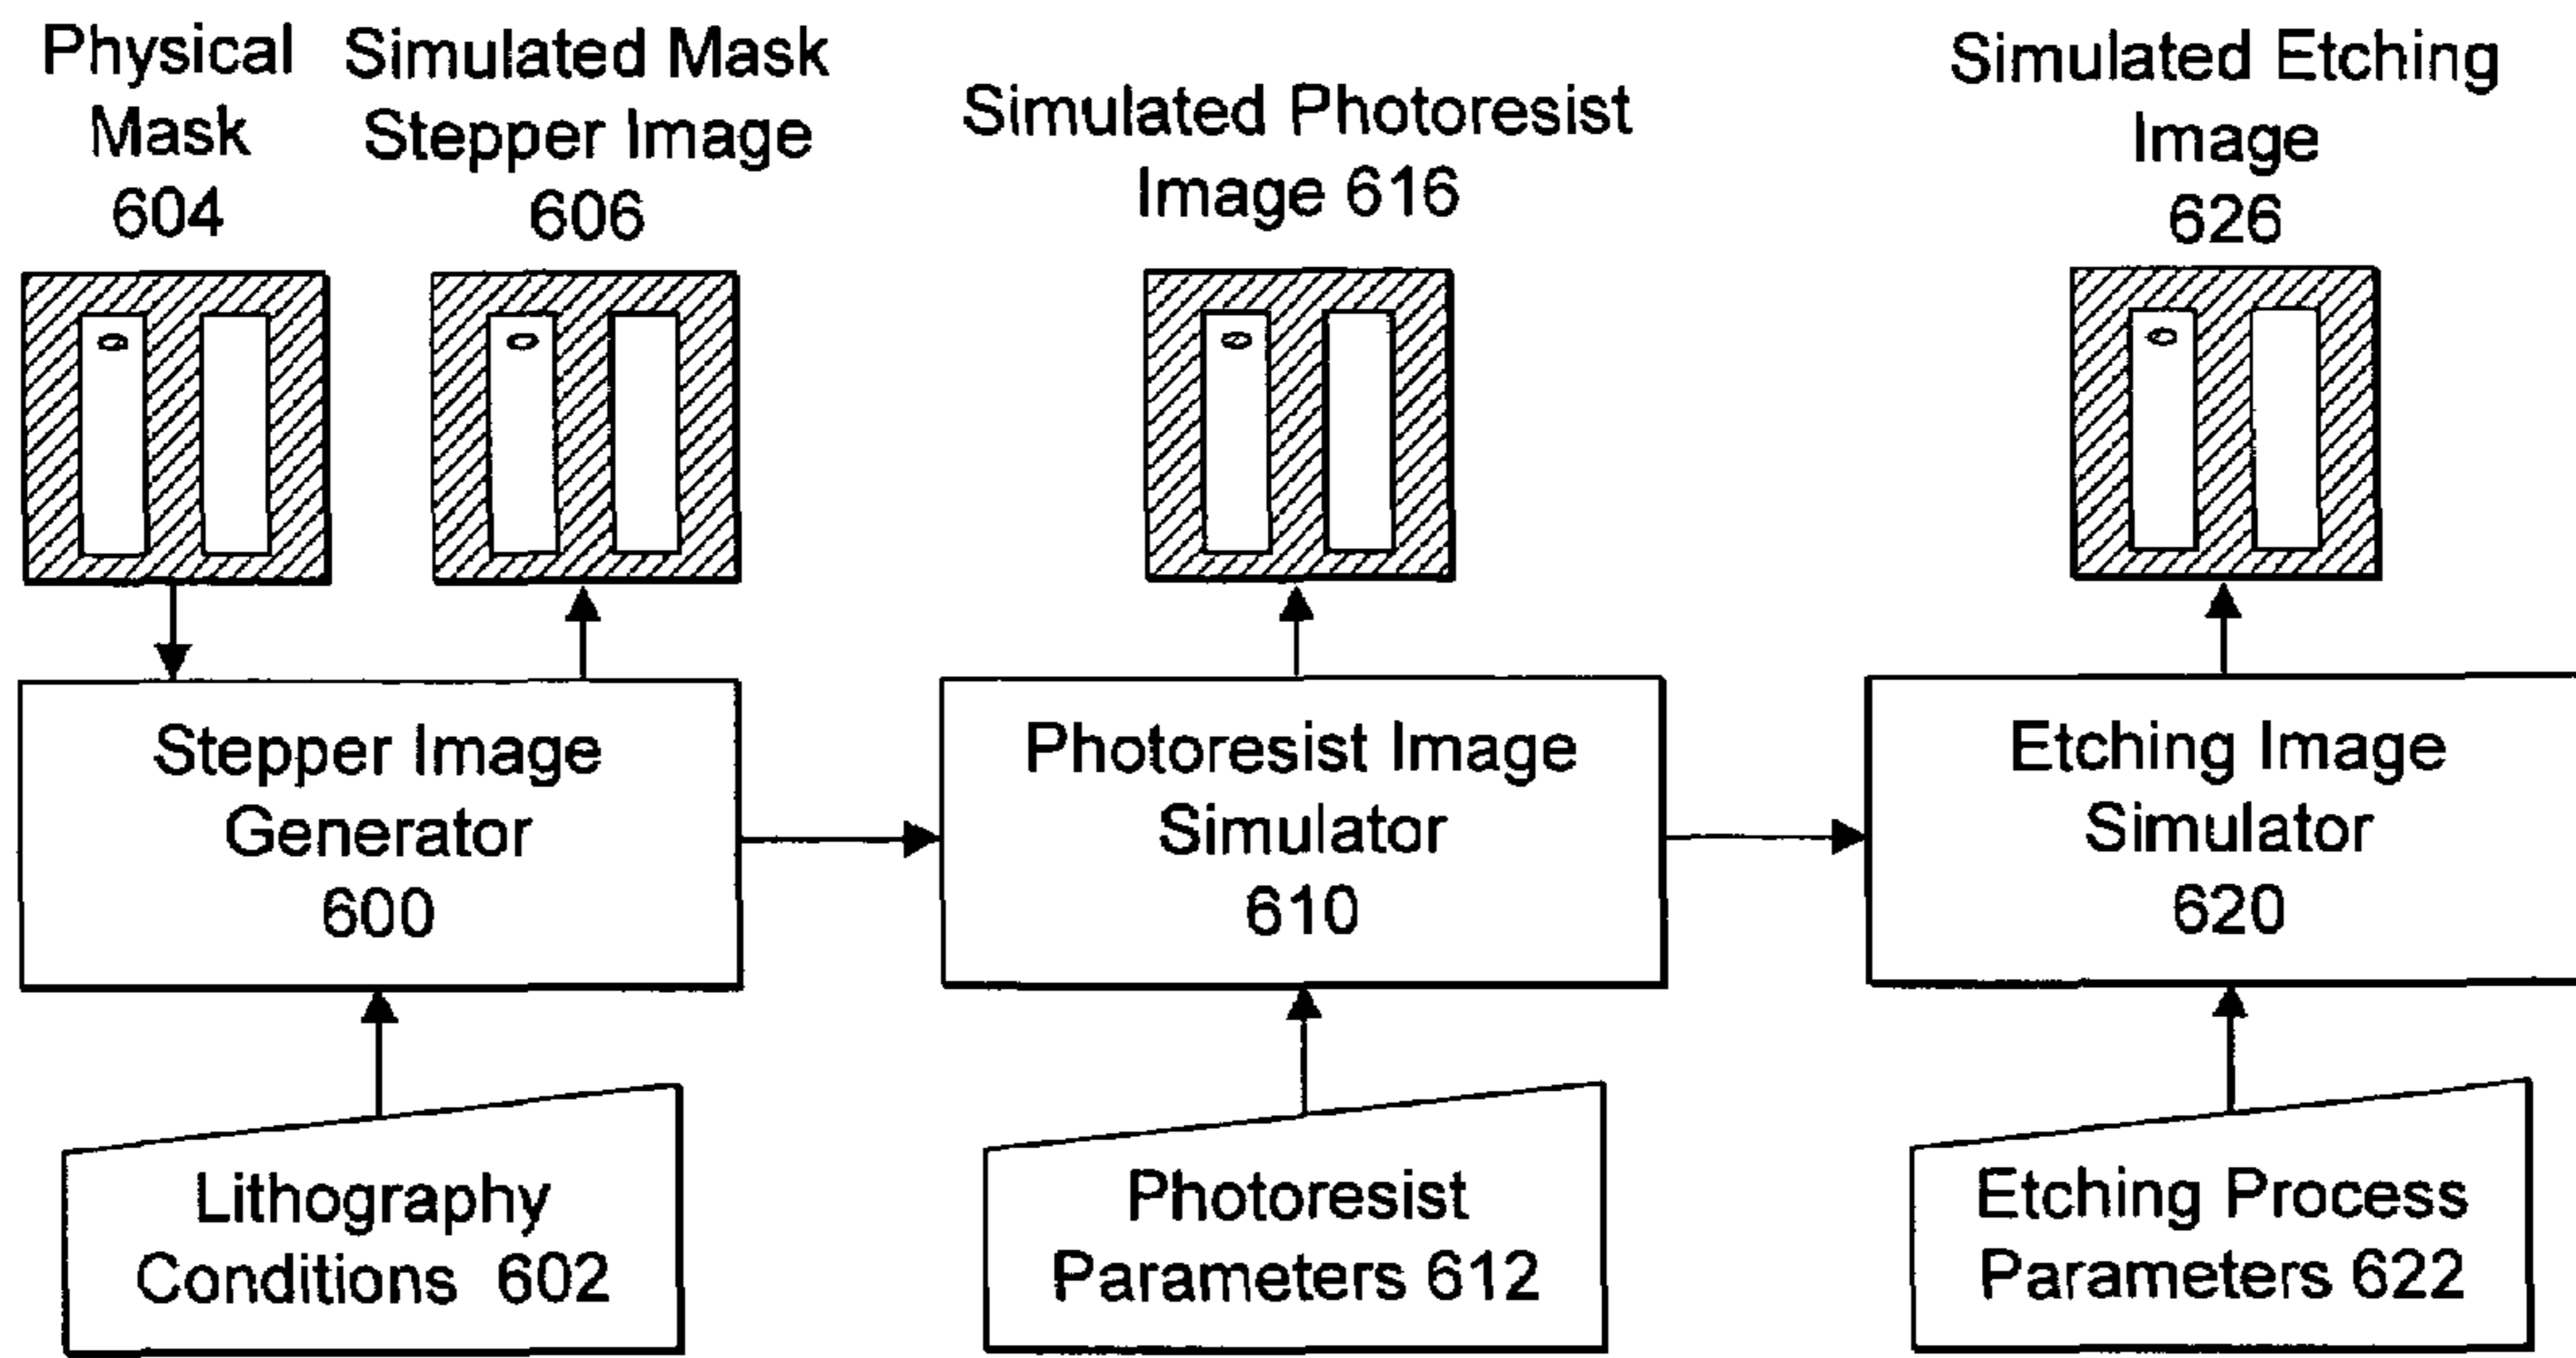 Physical
Mask
604
Simulated Mask
Stepper Image
606
Simulated Photoresist
Image 616
Simulated Etching
Image
626
Stepper Image
Generator
600
Photoresist Image
Simulator
610
Etching Image
Simulator
620
Lithography
Conditions 602
Photoresist
Parameters 612
Etching Process
Parameters 622